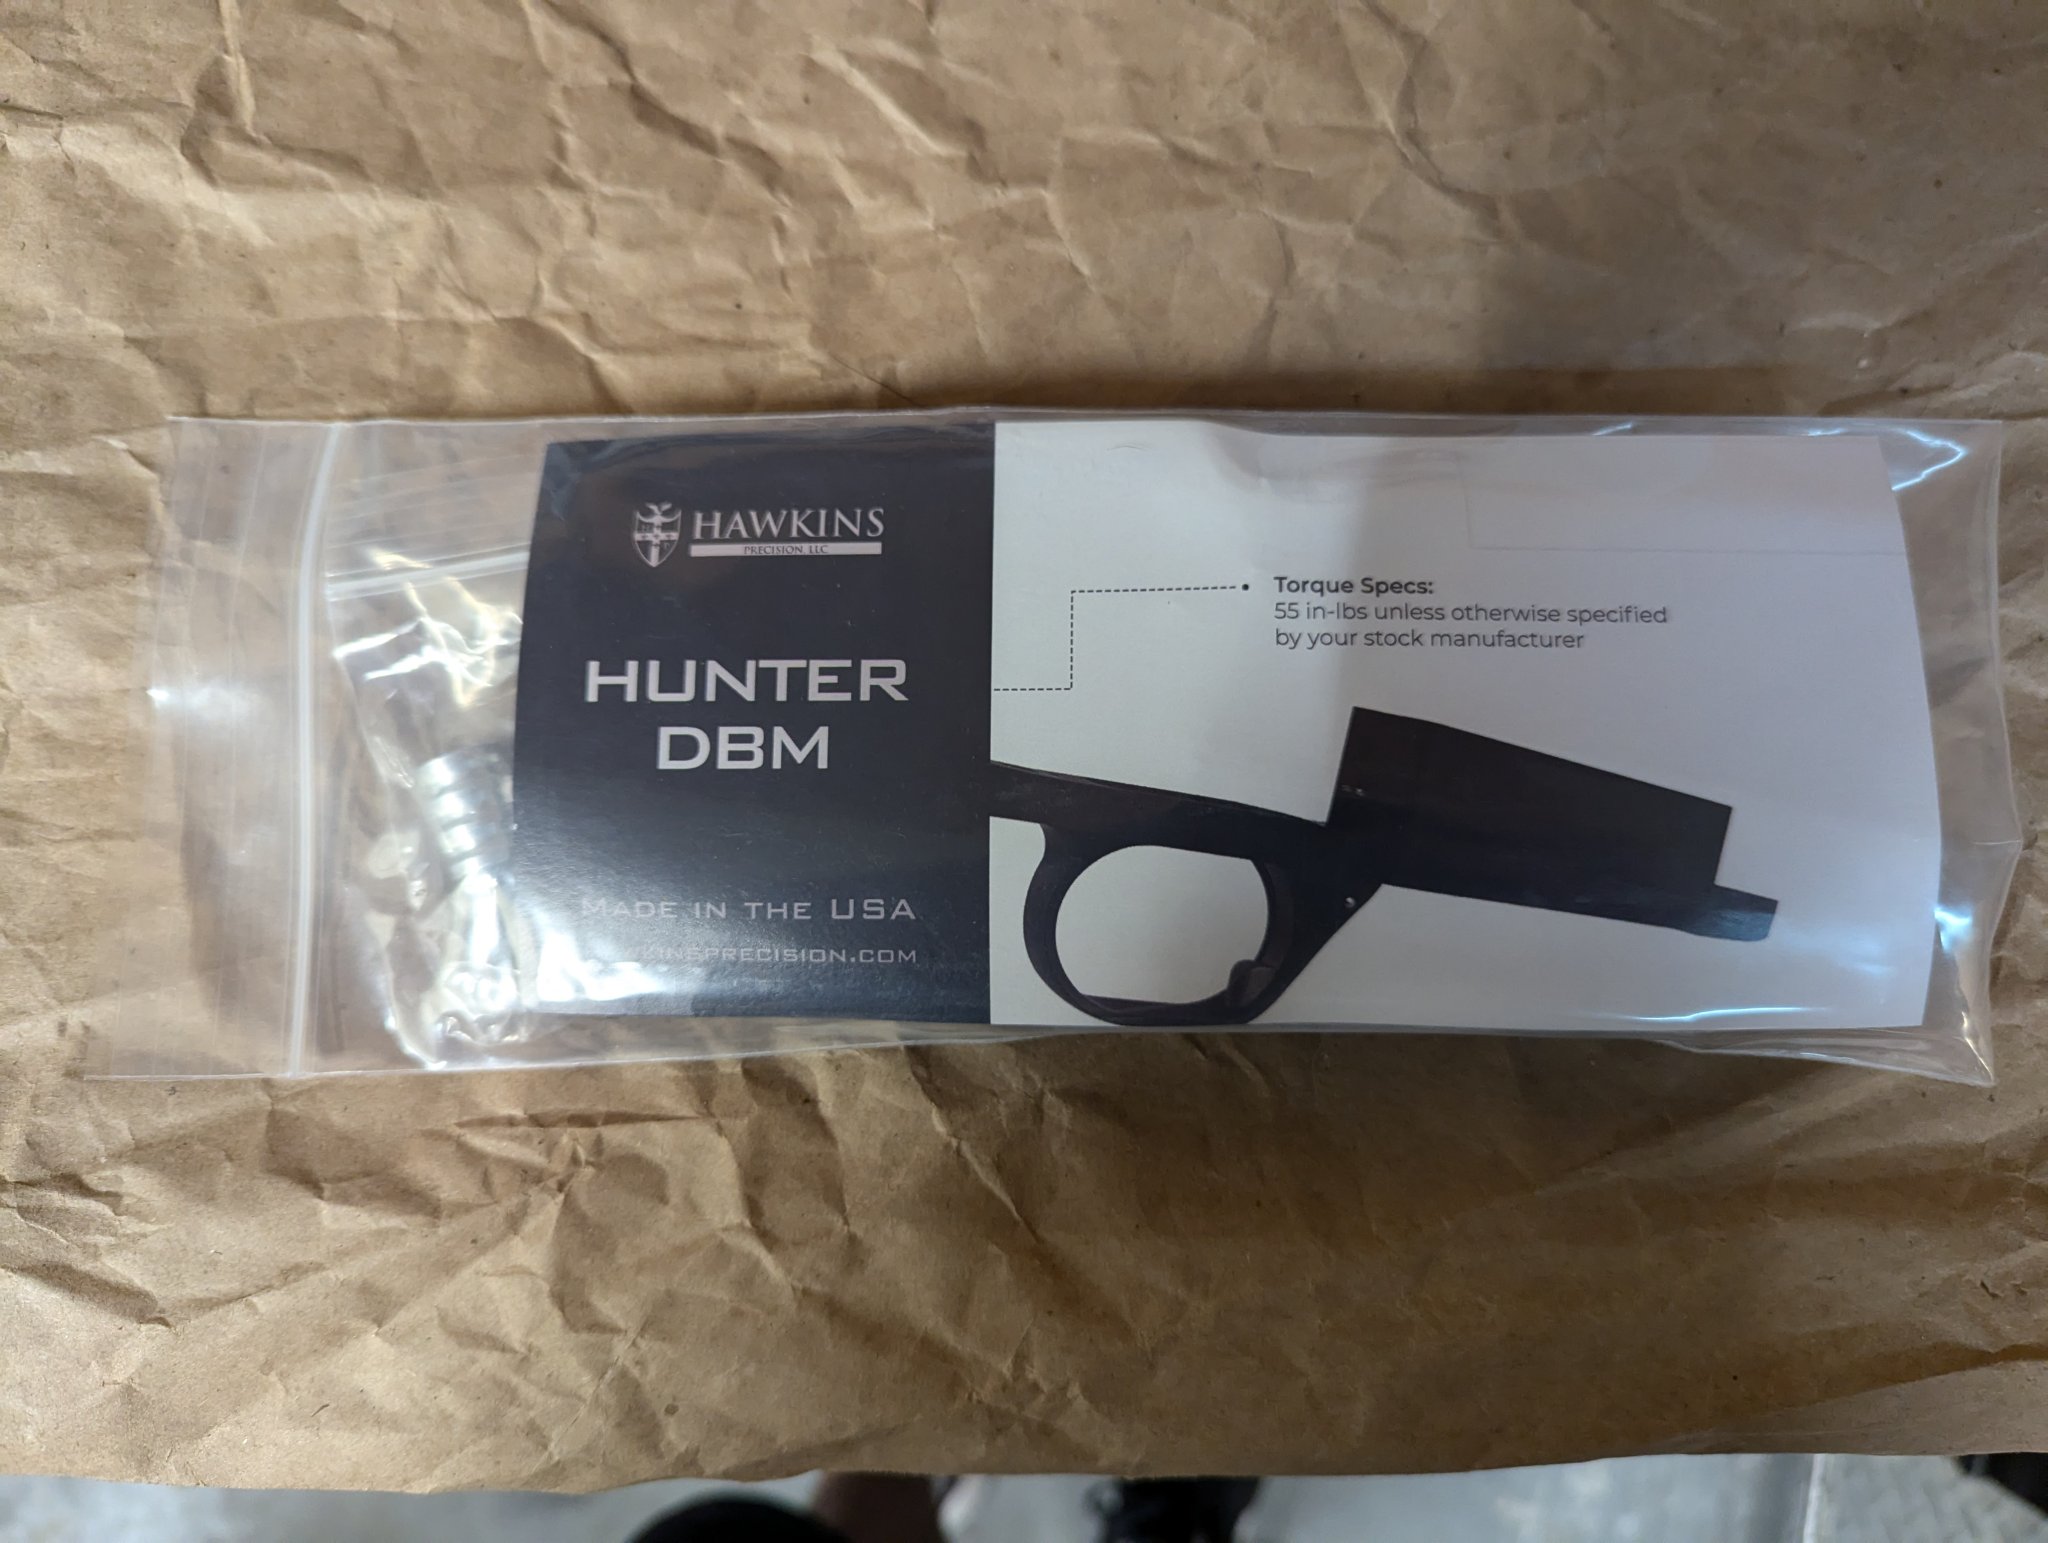 HAWKINS
PRECISION, LLC
HUNTER
DBM
MADE IN THE USA
Torque Specs:
55 in-lbs unless otherwise specified
by your stock manufacturer